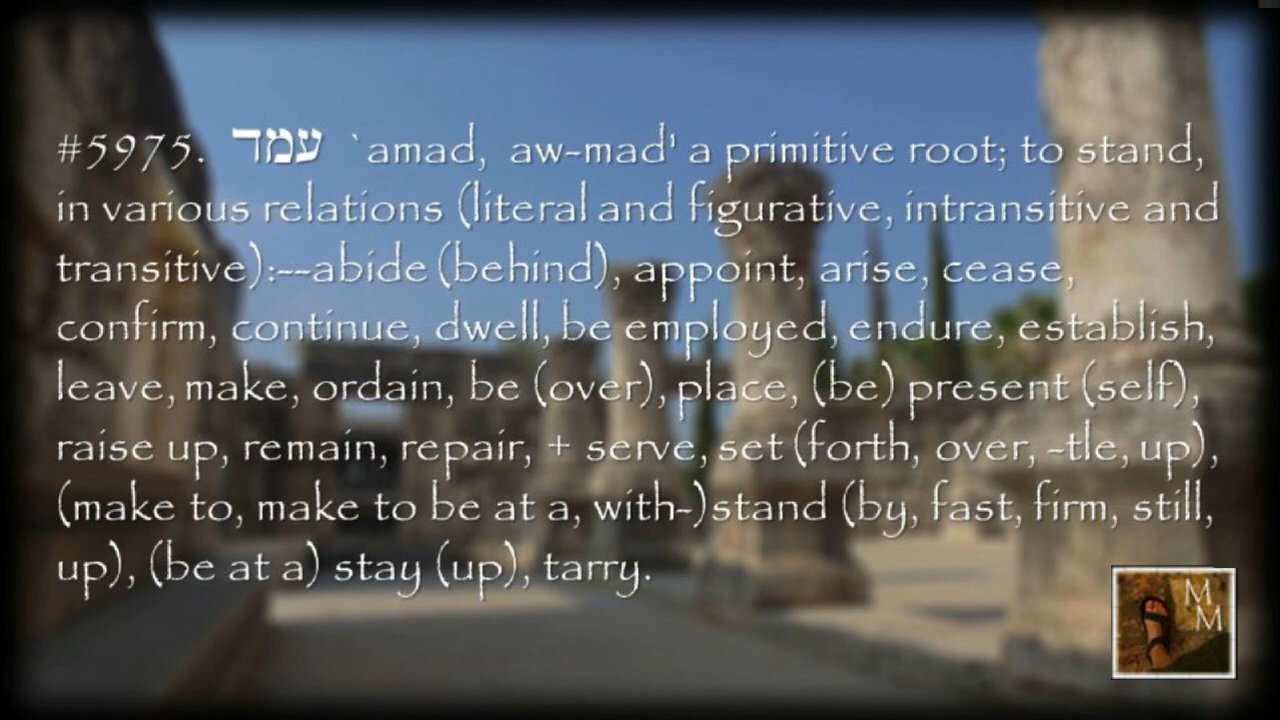 #5975. עמד `amad, aw-mad' a primitive root; to stand,
in various relations (literal and figurative, intransitive and
transitive):--abide (behind), appoint, arise, cease,
confirm, continue, dwell, be employed, endure, establish,
leave, make, ordain, be (over), place, (be) present (self),
raise up, remain, repair, + serve, set (forth, over, -tle, up),
(make to, make to be at a, with-)stand (by, fast, firm, still,
up), (be at a) stay (up), tarry.
M
M